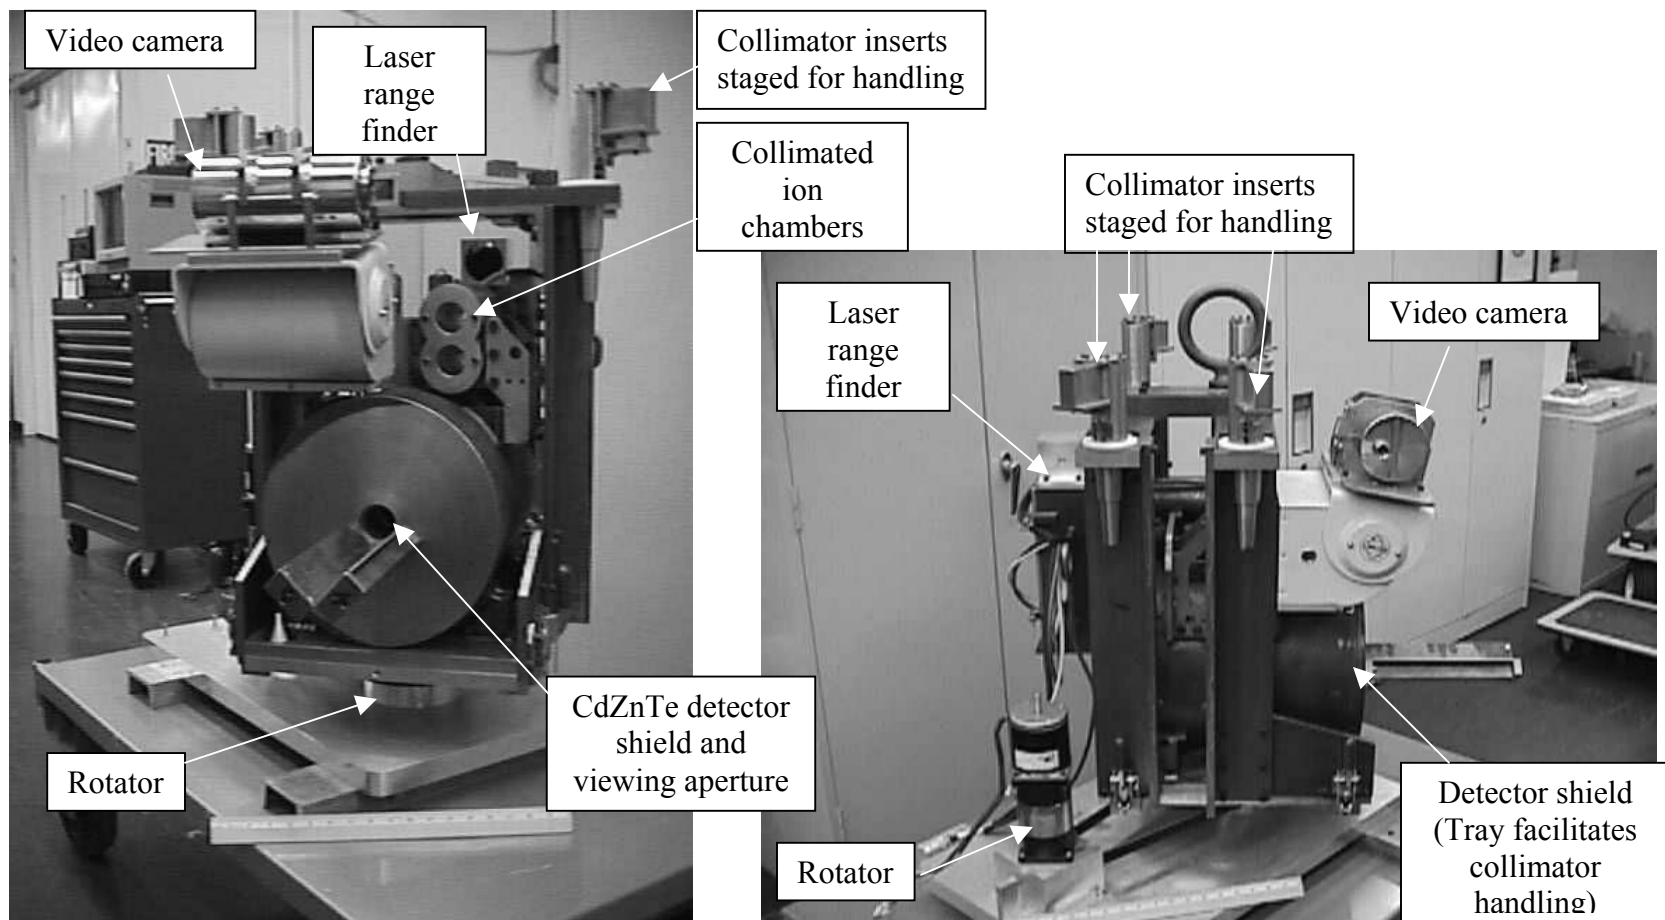 Video camera
Laser
range
finder
Collimator inserts
staged for handling
Collimated
ion
chambers
Rotator
CdZnTe detector
shield and
viewing aperture
Collimator inserts
staged for handling
Laser
range
finder
Video camera
Rotator
Detector shield
(Tray facilitates
collimator
handling)